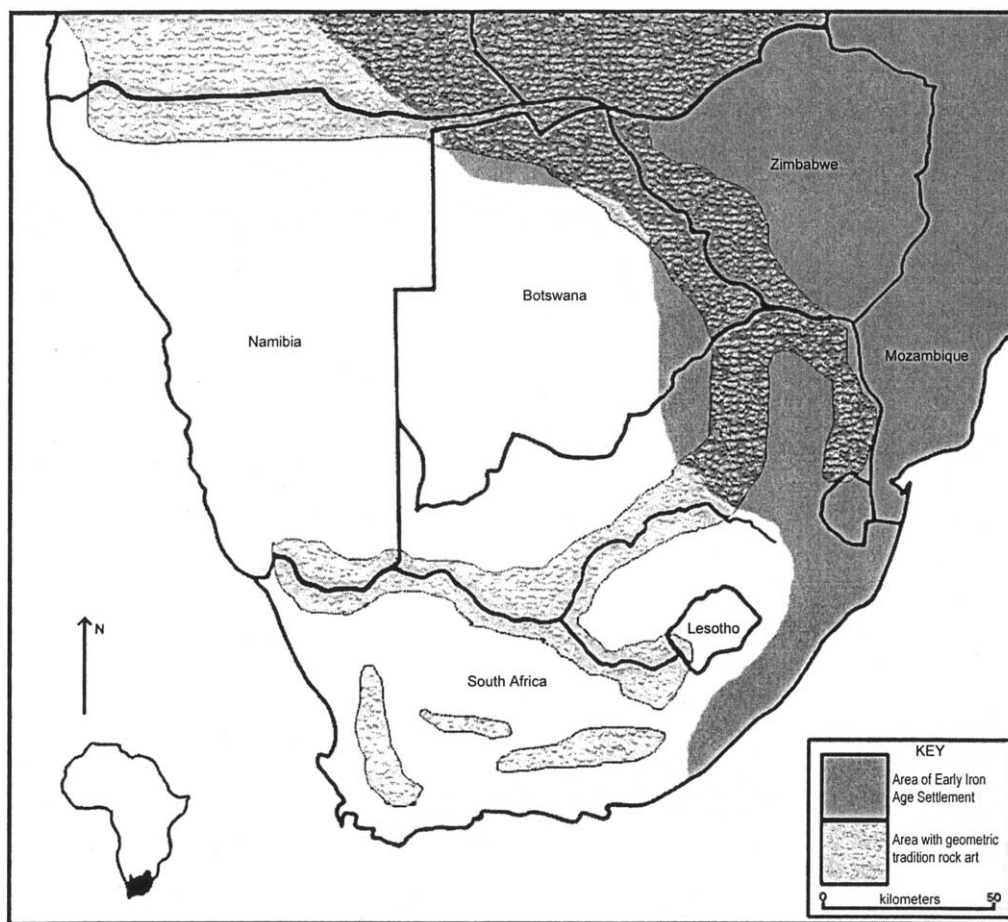 Zimbabwe
Botswana
Namibia
Mozambique
Lesotho
South Africa
N
KEY
Area of Early Iron
Age Settlement
Area with geometric
tradition rock art
0 kilometers 50